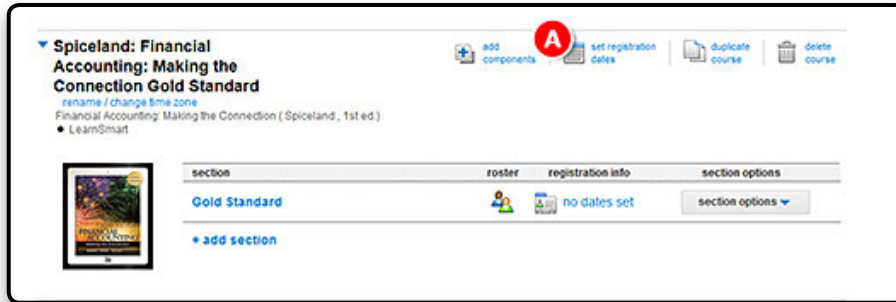 Spiceland: Financial
Accounting: Making the
Connection Gold Standard
rename / change time zone
Financial Accounting: Making the Connection ( Spiceland , 1st ed.)
● LearnSmart
add
components
A
set registration
dates
duplicate
course
delete
course
section roster registration info section options
Gold Standard no dates set section options
+ add section
FINANCIAL
ACCOUNTING